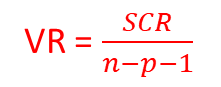 VR = SCR / n−p−1